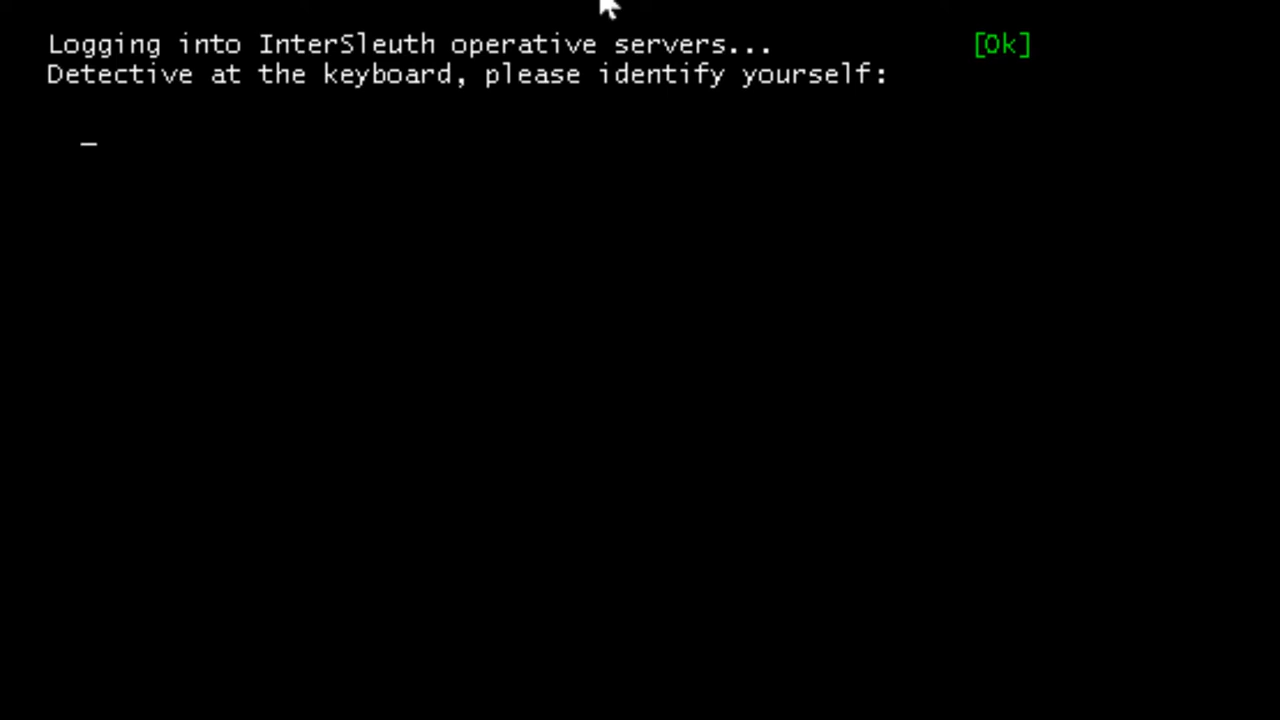 Logging into InterSleuth operative servers... [Ok]
Detective at the keyboard, please identify yourself:
_